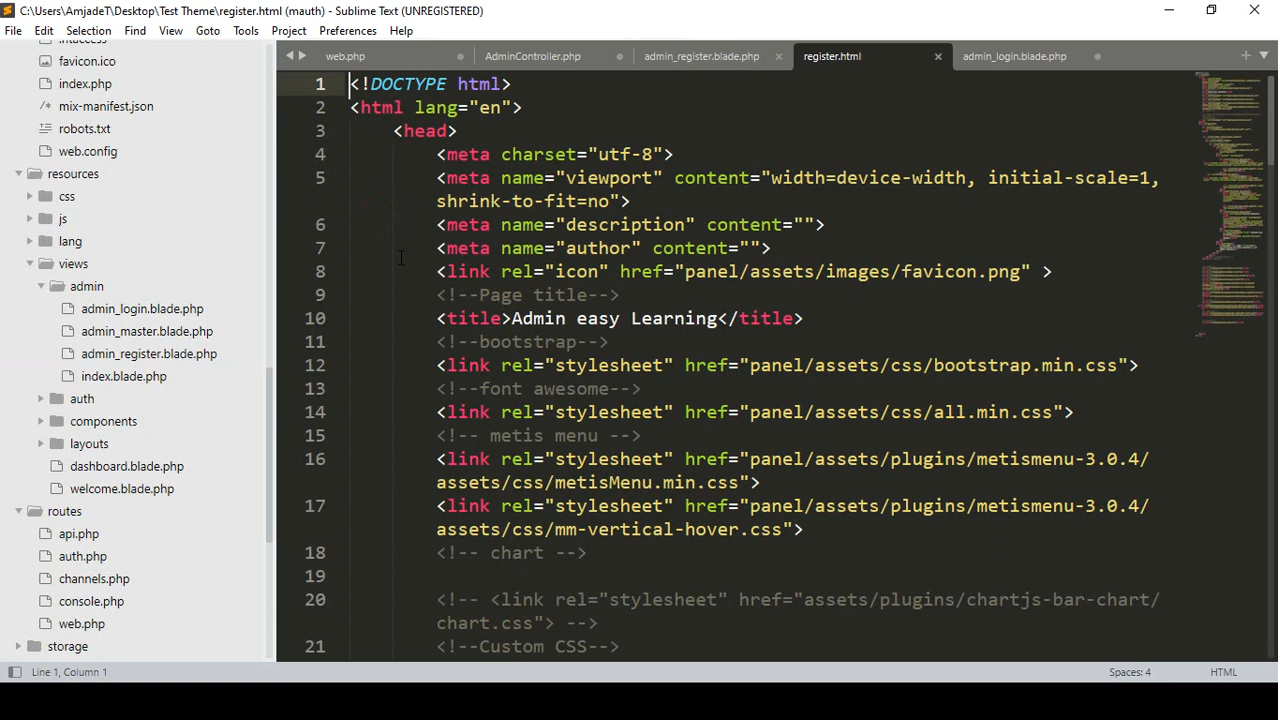 C:\Users\AmjadeT\Desktop\Test Theme\register.html (mauth) - Sublime Text (UNREGISTERED)
File Edit Selection Find View Goto Tools Project Preferences Help
web.php AdminController.php admin_register.blade.php register.html admin_login.blade.php
favicon.ico
index.php
mix-manifest.json
robots.txt
web.config
resources
css
js
lang
views
admin
admin_login.blade.php
admin_master.blade.php
admin_register.blade.php
index.blade.php
auth
components
layouts
dashboard.blade.php
welcome.blade.php
routes
api.php
auth.php
channels.php
console.php
web.php
storage
1 <!DOCTYPE html>
2 <html lang="en">
3 <head>
4 <meta charset="utf-8">
5 <meta name="viewport" content="width=device-width, initial-scale=1,
shrink-to-fit=no">
6 <meta name="description" content="">
7 <meta name="author" content="">
8 <link rel="icon" href="panel/assets/images/favicon.png" >
9 <!--Page title-->
10 <title>Admin easy Learning</title>
11 <!--bootstrap-->
12 <link rel="stylesheet" href="panel/assets/css/bootstrap.min.css">
13 <!--font awesome-->
14 <link rel="stylesheet" href="panel/assets/css/all.min.css">
15 <!-- metis menu -->
16 <link rel="stylesheet" href="panel/assets/plugins/metismenu-3.0.4/
assets/css/metisMenu.min.css">
17 <link rel="stylesheet" href="panel/assets/plugins/metismenu-3.0.4/
assets/css/mm-vertical-hover.css">
18 <!-- chart -->
19
20 <!-- <link rel="stylesheet" href="assets/plugins/chartjs-bar-chart/
chart.css"> -->
21 <!--Custom CSS-->
Line 1, Column 1 Spaces: 4 HTML